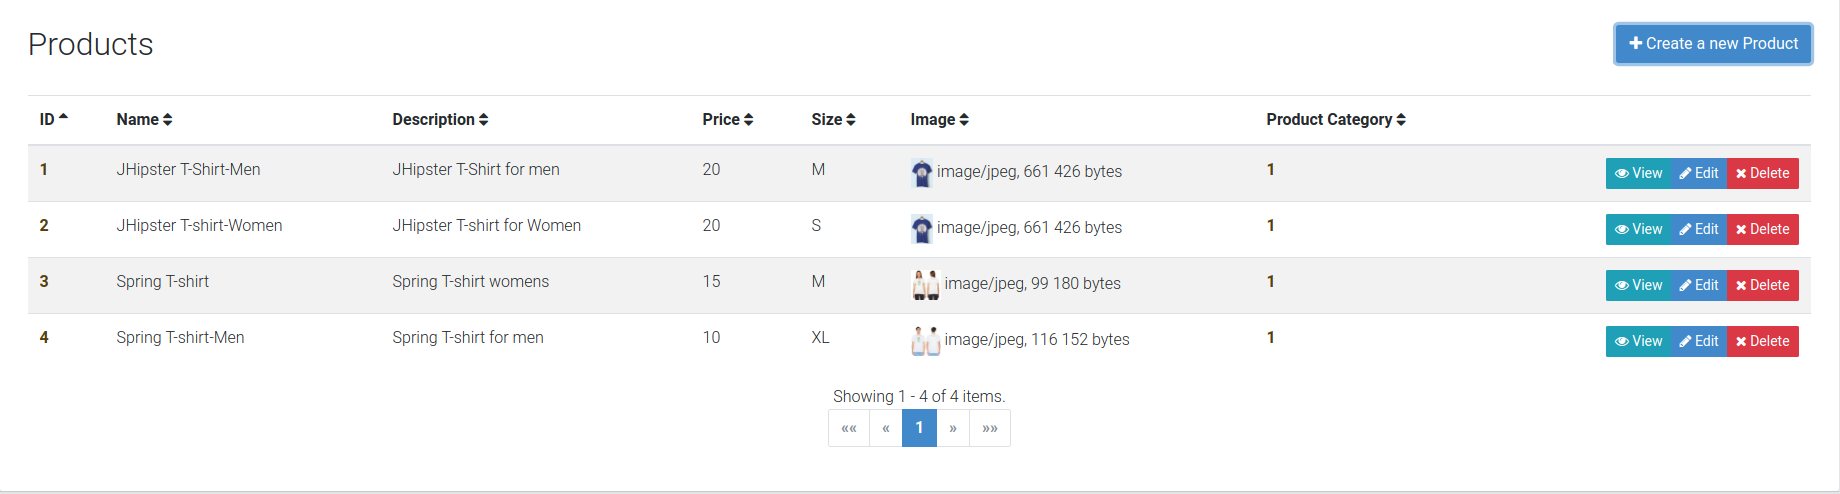 Products
Create a new Product
ID Name Description Price Size Image Product Category
1 JHipster T-Shirt-Men JHipster T-Shirt for men 20 M image/jpeg, 661 426 bytes 1 View Edit Delete
2 JHipster T-shirt-Women JHipster T-shirt for Women 20 S image/jpeg, 661 426 bytes 1 View Edit Delete
3 Spring T-shirt Spring T-shirt womens 15 M image/jpeg, 99 180 bytes 1 View Edit Delete
4 Spring T-shirt-Men Spring T-shirt for men 10 XL image/jpeg, 116 152 bytes 1 View Edit Delete
Showing 1 - 4 of 4 items.
«« « 1 » »»